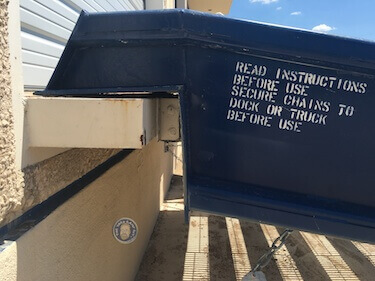 READ INSTRUCTIONS
BEFORE USE
SECURE CHAINS TO
DOCK OR TRUCK
BEFORE USE